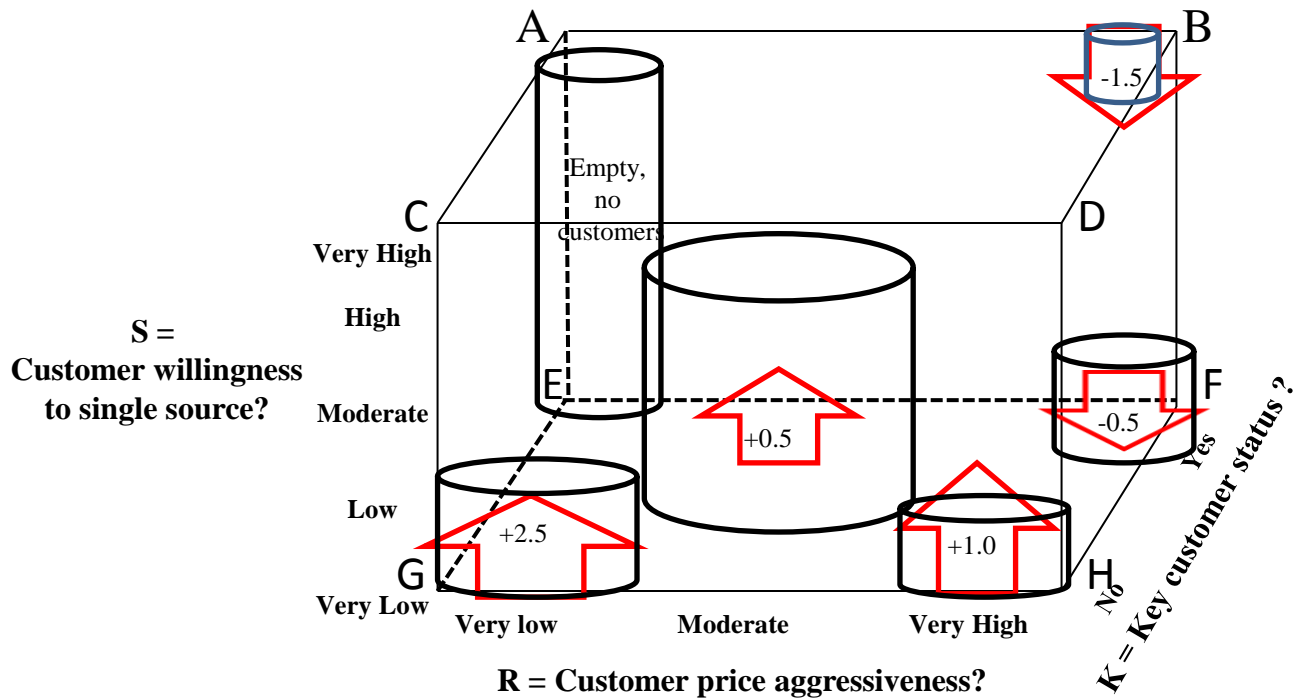 A
B
-1.5
Empty,
no
customers
C
D
Very High
High
S =
Customer willingness
to single source?
Moderate
E
F
+0.5
-0.5
Yes
Low
+2.5
+1.0
G
H
No
Very Low
Very low
Moderate
Very High
K = Key customer status ?
R = Customer price aggressiveness?